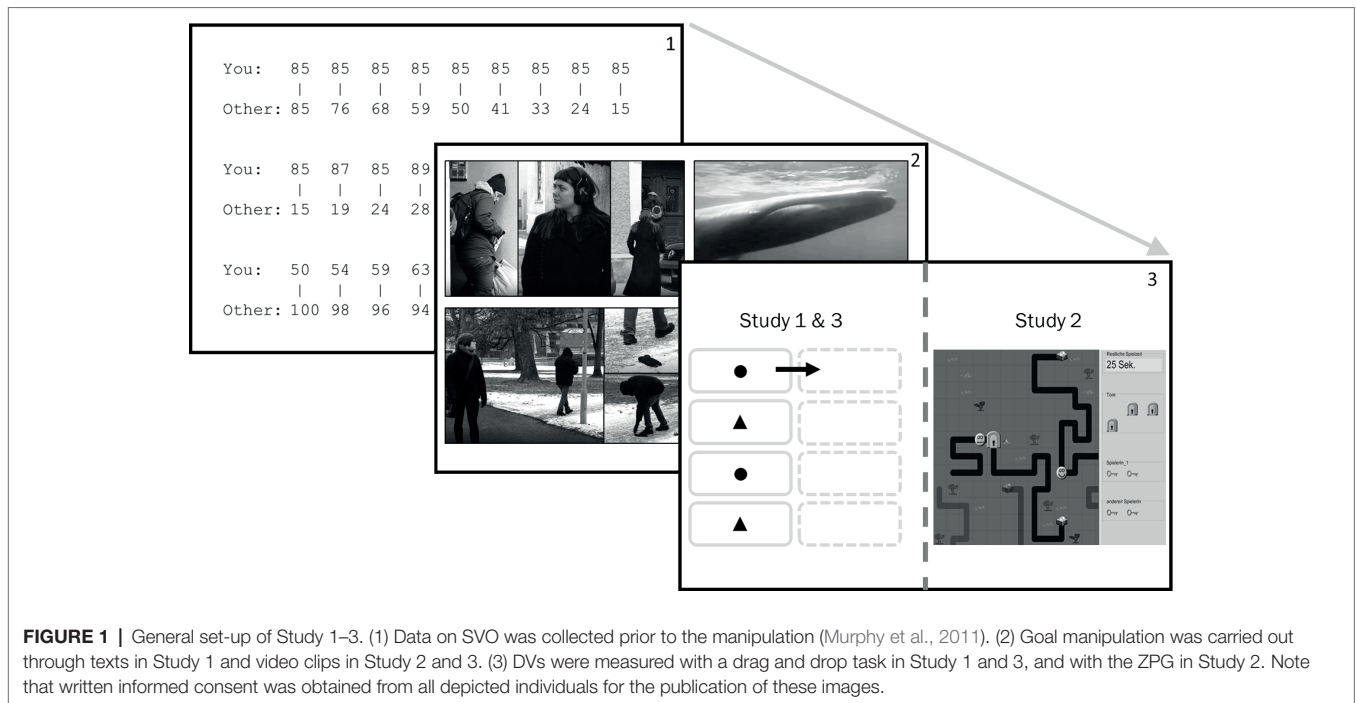 1
You: 85 85 85 85 85 85 85 85 85
| | | | | | | | |
Other: 85 76 68 59 50 41 33 24 15
You: 85 87 85 89
| | | |
Other: 15 19 24 28
You: 50 54 59 63
| | | |
Other: 100 98 96 94
2
3
Study 1 & 3
Study 2
Restliche Spielzeit
25 Sek.
Tore
SpielerIn_1
andere/r SpielerIn
FIGURE 1 | General set-up of Study 1–3. (1) Data on SVO was collected prior to the manipulation (Murphy et al., 2011). (2) Goal manipulation was carried out
through texts in Study 1 and video clips in Study 2 and 3. (3) DVs were measured with a drag and drop task in Study 1 and 3, and with the ZPG in Study 2. Note
that written informed consent was obtained from all depicted individuals for the publication of these images.